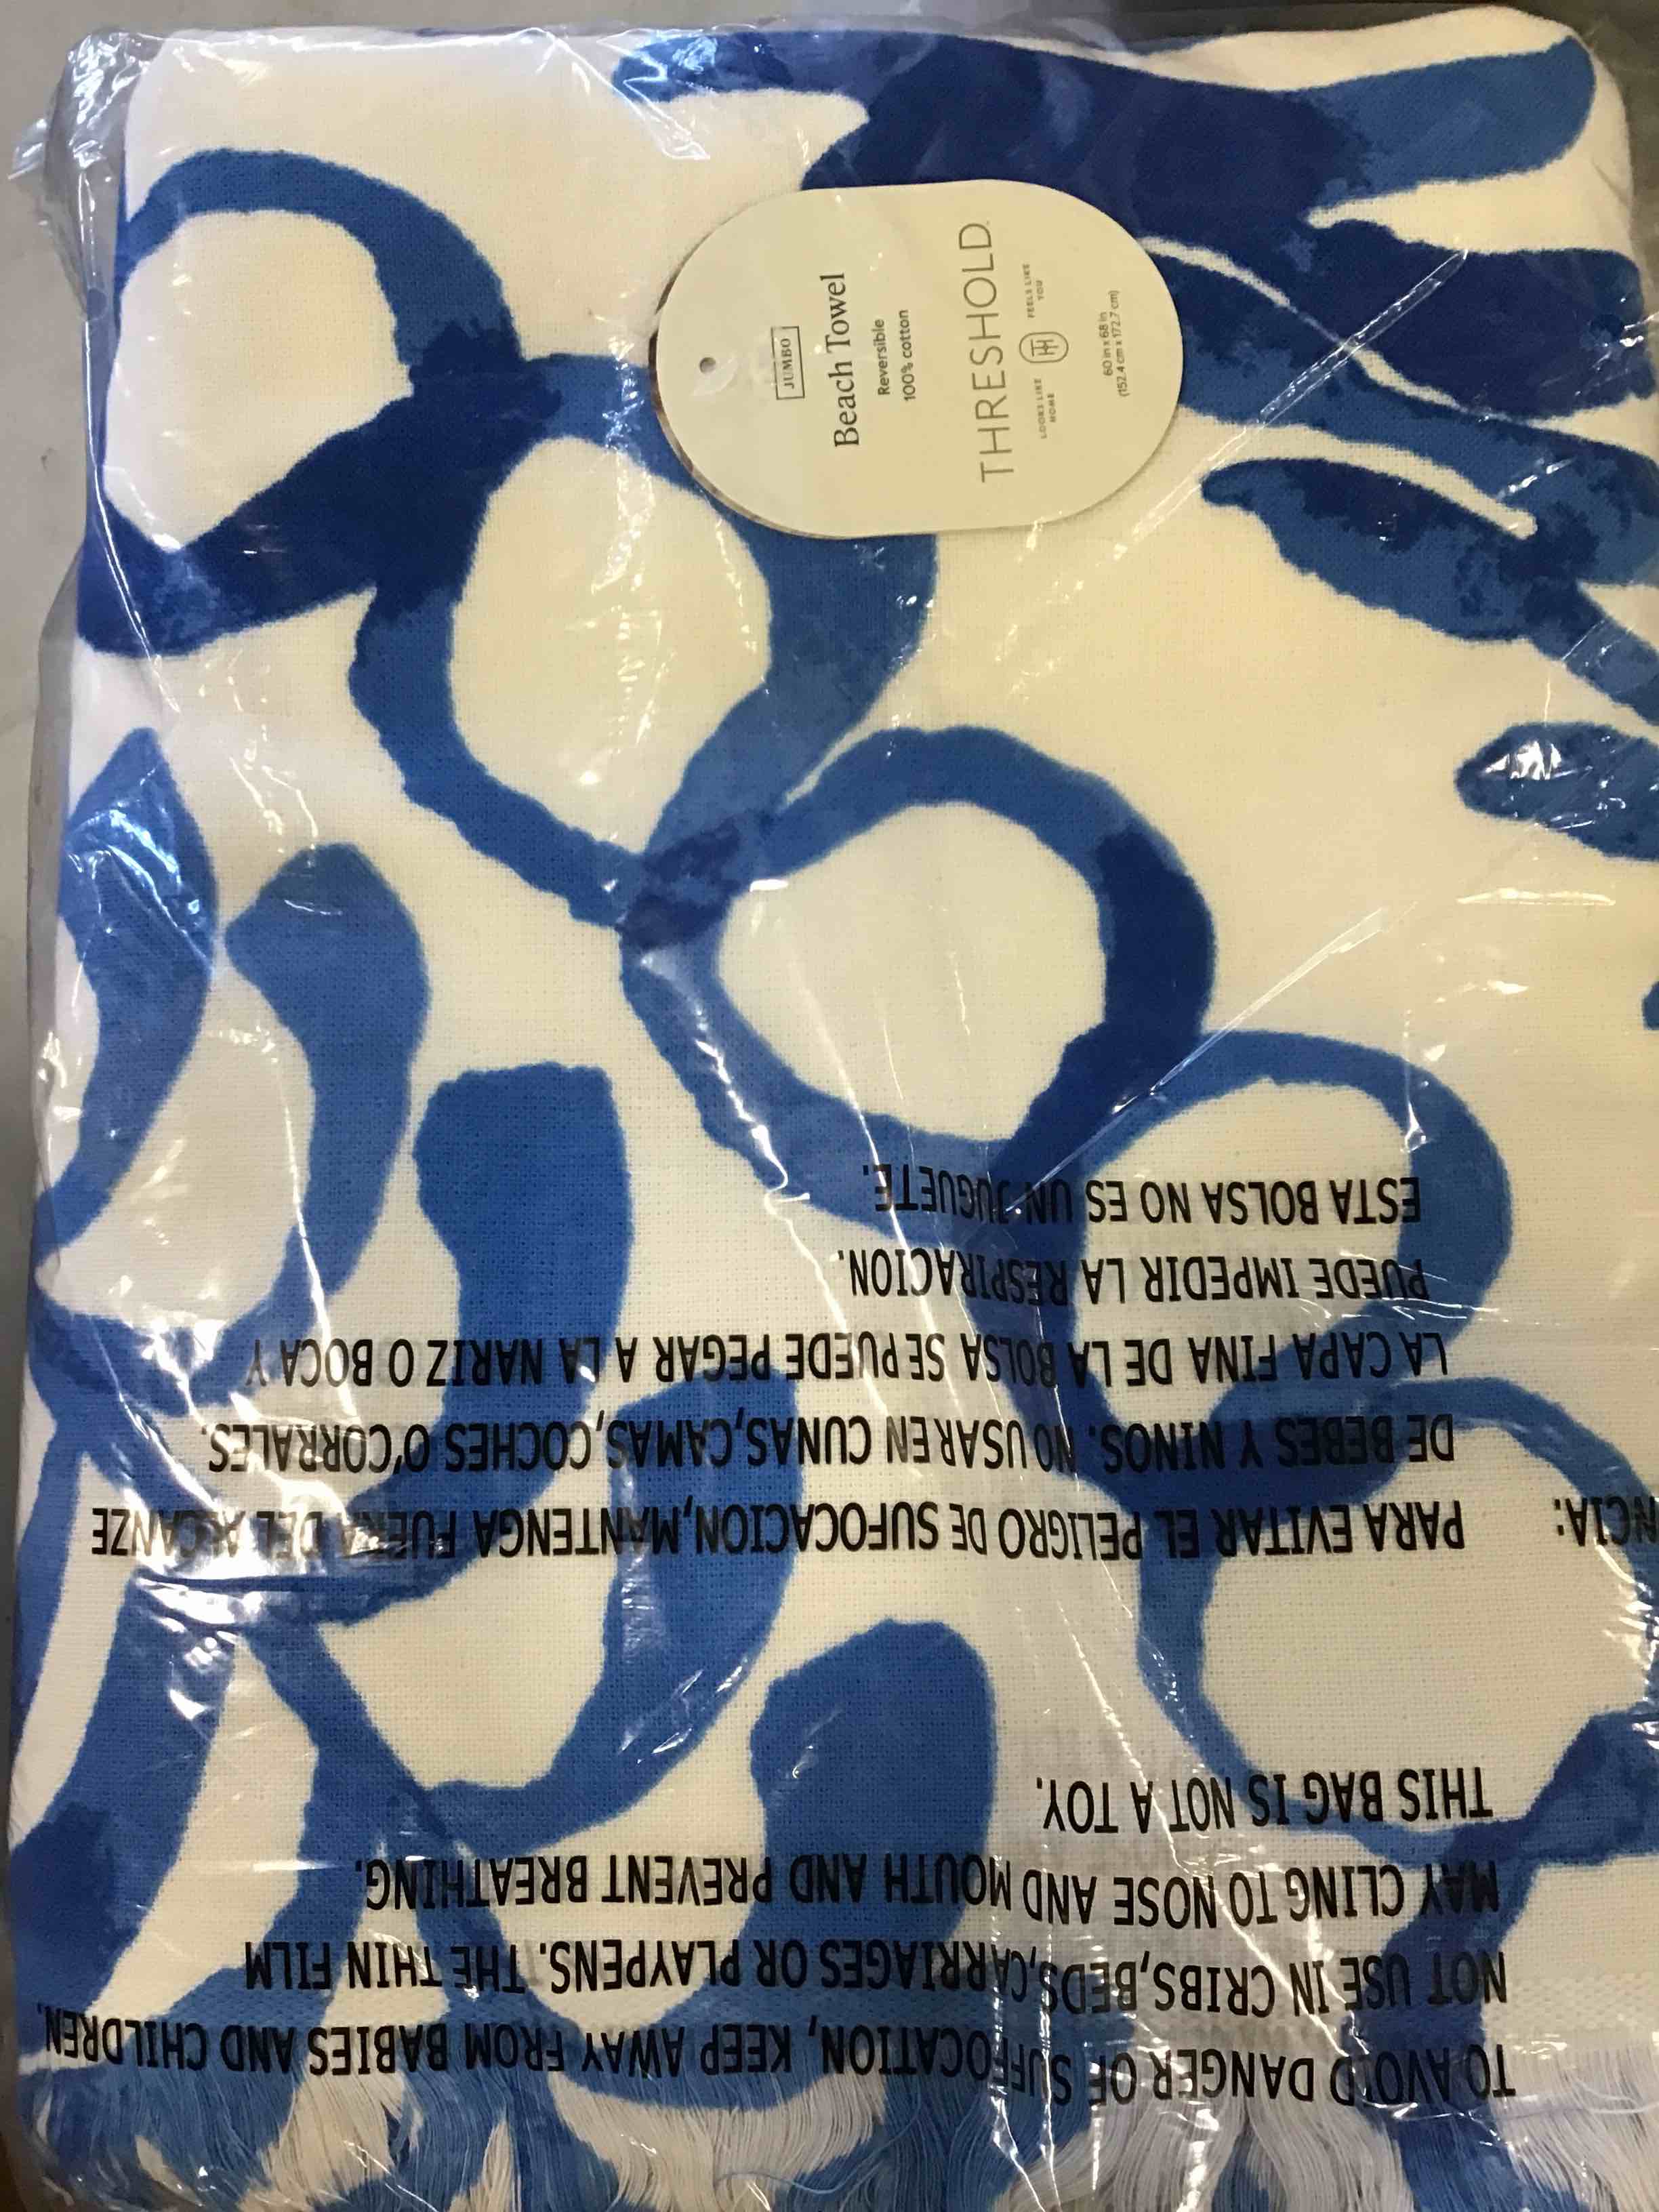 JUMBO
Beach Towel
Reversible
100% cotton
THRESHOLD
LOOKS LIKE
HOME
FEELS LIKE
YOU
60 in x 68 in
(152.4 cm x 172.7 cm)
TO AVOID DANGER OF SUFFOCATION, KEEP AWAY FROM BABIES AND CHILDREN.
NOT USE IN CRIBS,BEDS,CARRIAGES OR PLAYPENS. THE THIN FILM
MAY CLING TO NOSE AND MOUTH AND PREVENT BREATHING.
THIS BAG IS NOT A TOY.
NCIA: PARA EVITAR EL PELIGRO DE SUFOCACION,MANTENGA FUERA DEL ALCANZE
DE BEBES Y NINOS. NO USAR EN CUNAS,CAMAS,COCHES O'CORRALES.
LA CAPA FINA DE LA BOLSA SE PUEDE PEGAR A LA NARIZ O BOCA Y
PUEDE IMPEDIR LA RESPIRACION.
ESTA BOLSA NO ES UN JUGUETE.